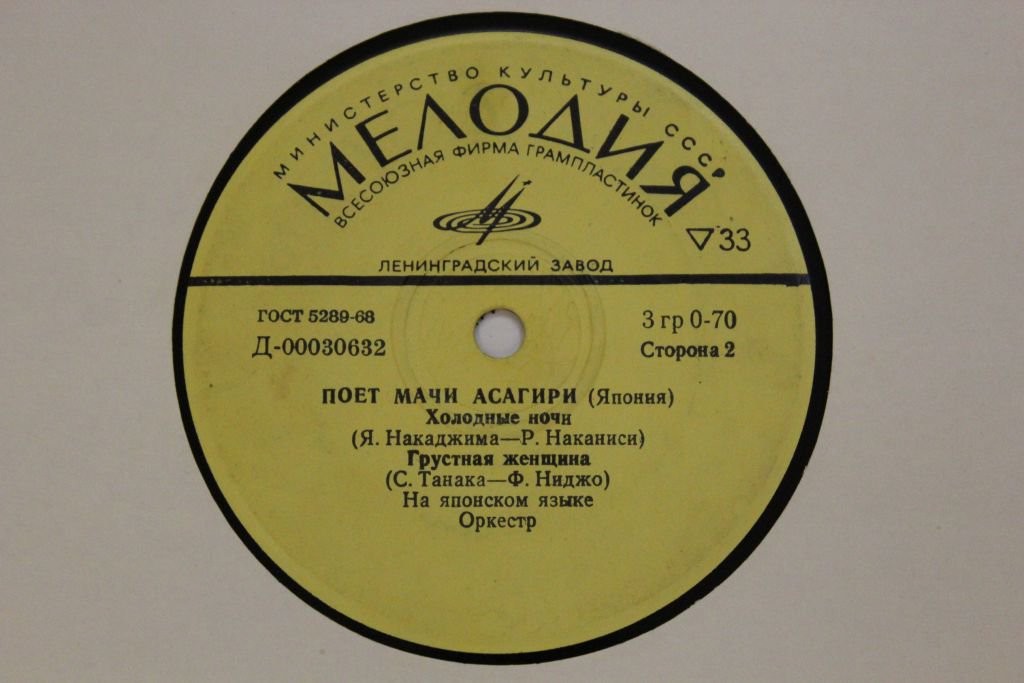 МИНИСТЕРСТВО КУЛЬТУРЫ СССР
МЕЛОДИЯ
ВСЕСОЮЗНАЯ ФИРМА ГРАМПЛАСТИНОК
▽ 33
ЛЕНИНГРАДСКИЙ ЗАВОД
ГОСТ 5289-68
3 гр 0-70
Д-00030632
Сторона 2
ПОЕТ МАЧИ АСАГИРИ (Япония)
Холодные ночи
(Я. Накаджима—Р. Наканиси)
Грустная женщина
(С. Танака—Ф. Ниджо)
На японском языке
Оркестр